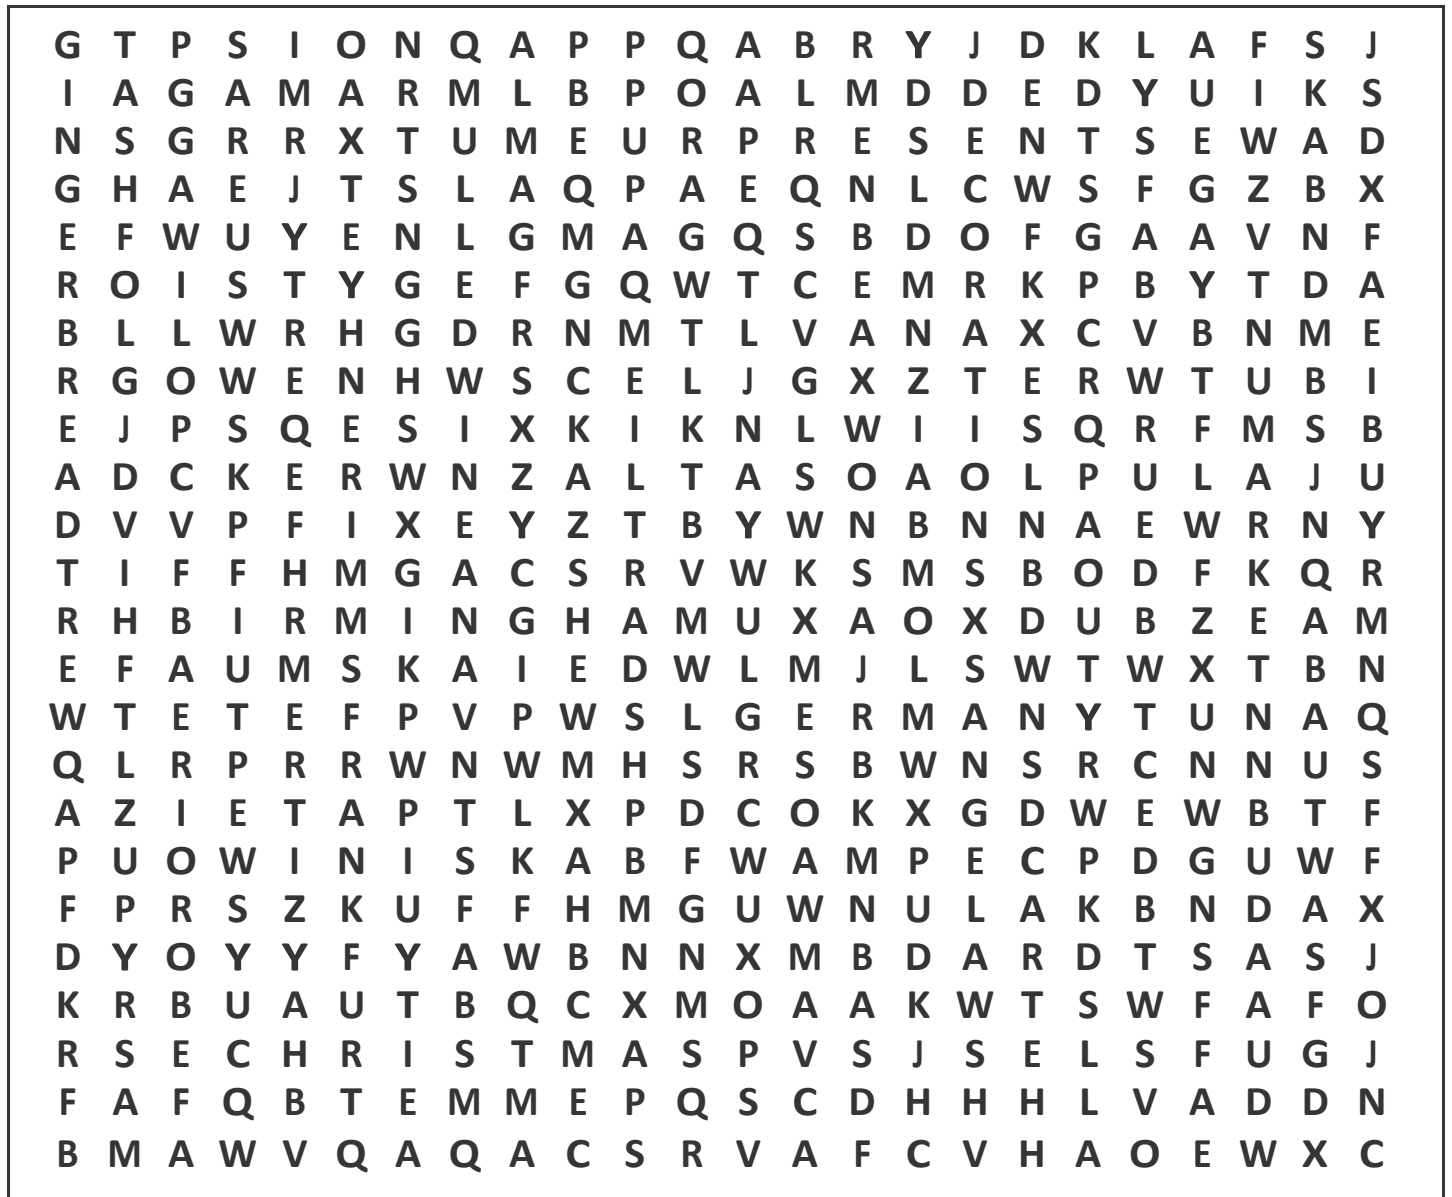 G T P S I O N Q A P P Q A B R Y J D K L A F S J
I A G A M A R M L B P O A L M D D E D Y U I K S
N S G R R X T U M E U R P R E S E N T S E W A D
G H A E J T S L A Q P A E Q N L C W S F G Z B X
E F W U Y E N L G M A G Q S B D O F G A A V N F
R O I S T Y G E F G Q W T C E M R K P B Y T D A
B L L W R H G D R N M T L V A N A X C V B N M E
R G O W E N H W S C E L J G X Z T E R W T U B I
E J P S Q E S I X K I K N L W I I S Q R F M S B
A D C K E R W N Z A L T A S O A O L P U L A J U
D V V P F I X E Y Z T B Y W N B N N A E W R N Y
T I F F H M G A C S R V W K S M S B O D F K Q R
R H B I R M I N G H A M U X A O X D U B Z E A M
E F A U M S K A I E D W L M J L S W T W X T B N
W T E T E F P V P W S L G E R M A N Y T U N A Q
Q L R P R R W N W M H S R S B W N S R C N N U S
A Z I E T A P T L X P D C O K X G D W E W B T F
P U O W I N I S K A B F W A M P E C P D G U W F
F P R S Z K U F F H M G U W N U L A K B N D A X
D Y O Y Y F Y A W B N N X M B D A R D T S A S J
K R B U A U T B Q C X M O A A K W T S W F A F O
R S E C H R I S T M A S P V S J S E L S F U G J
F A F Q B T E M M E P Q S C D H H H L V A D D N
B M A W V Q A Q A C S R V A F C V H A O E W X C